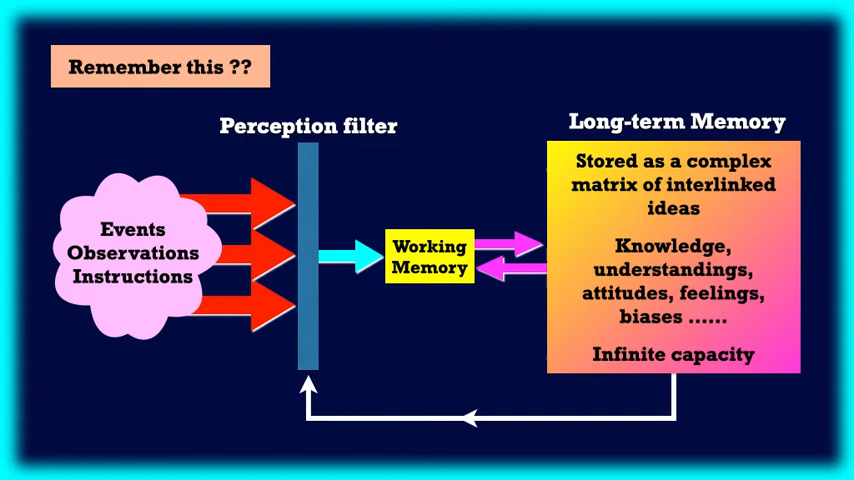 Remember this ??
Perception filter
Long-term Memory
Events
Observations
Instructions
Working
Memory
Stored as a complex
matrix of interlinked
ideas
Knowledge,
understandings,
attitudes, feelings,
biases ......
Infinite capacity